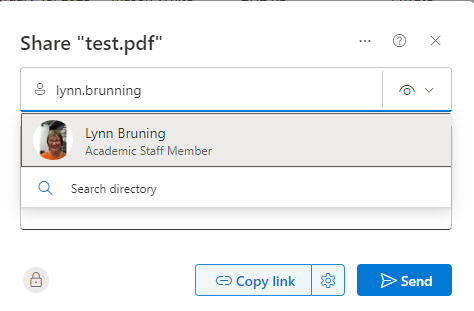 Share "test.pdf"
lynn.brunning
Lynn Bruning
Academic Staff Member
Search directory
Copy link
Send